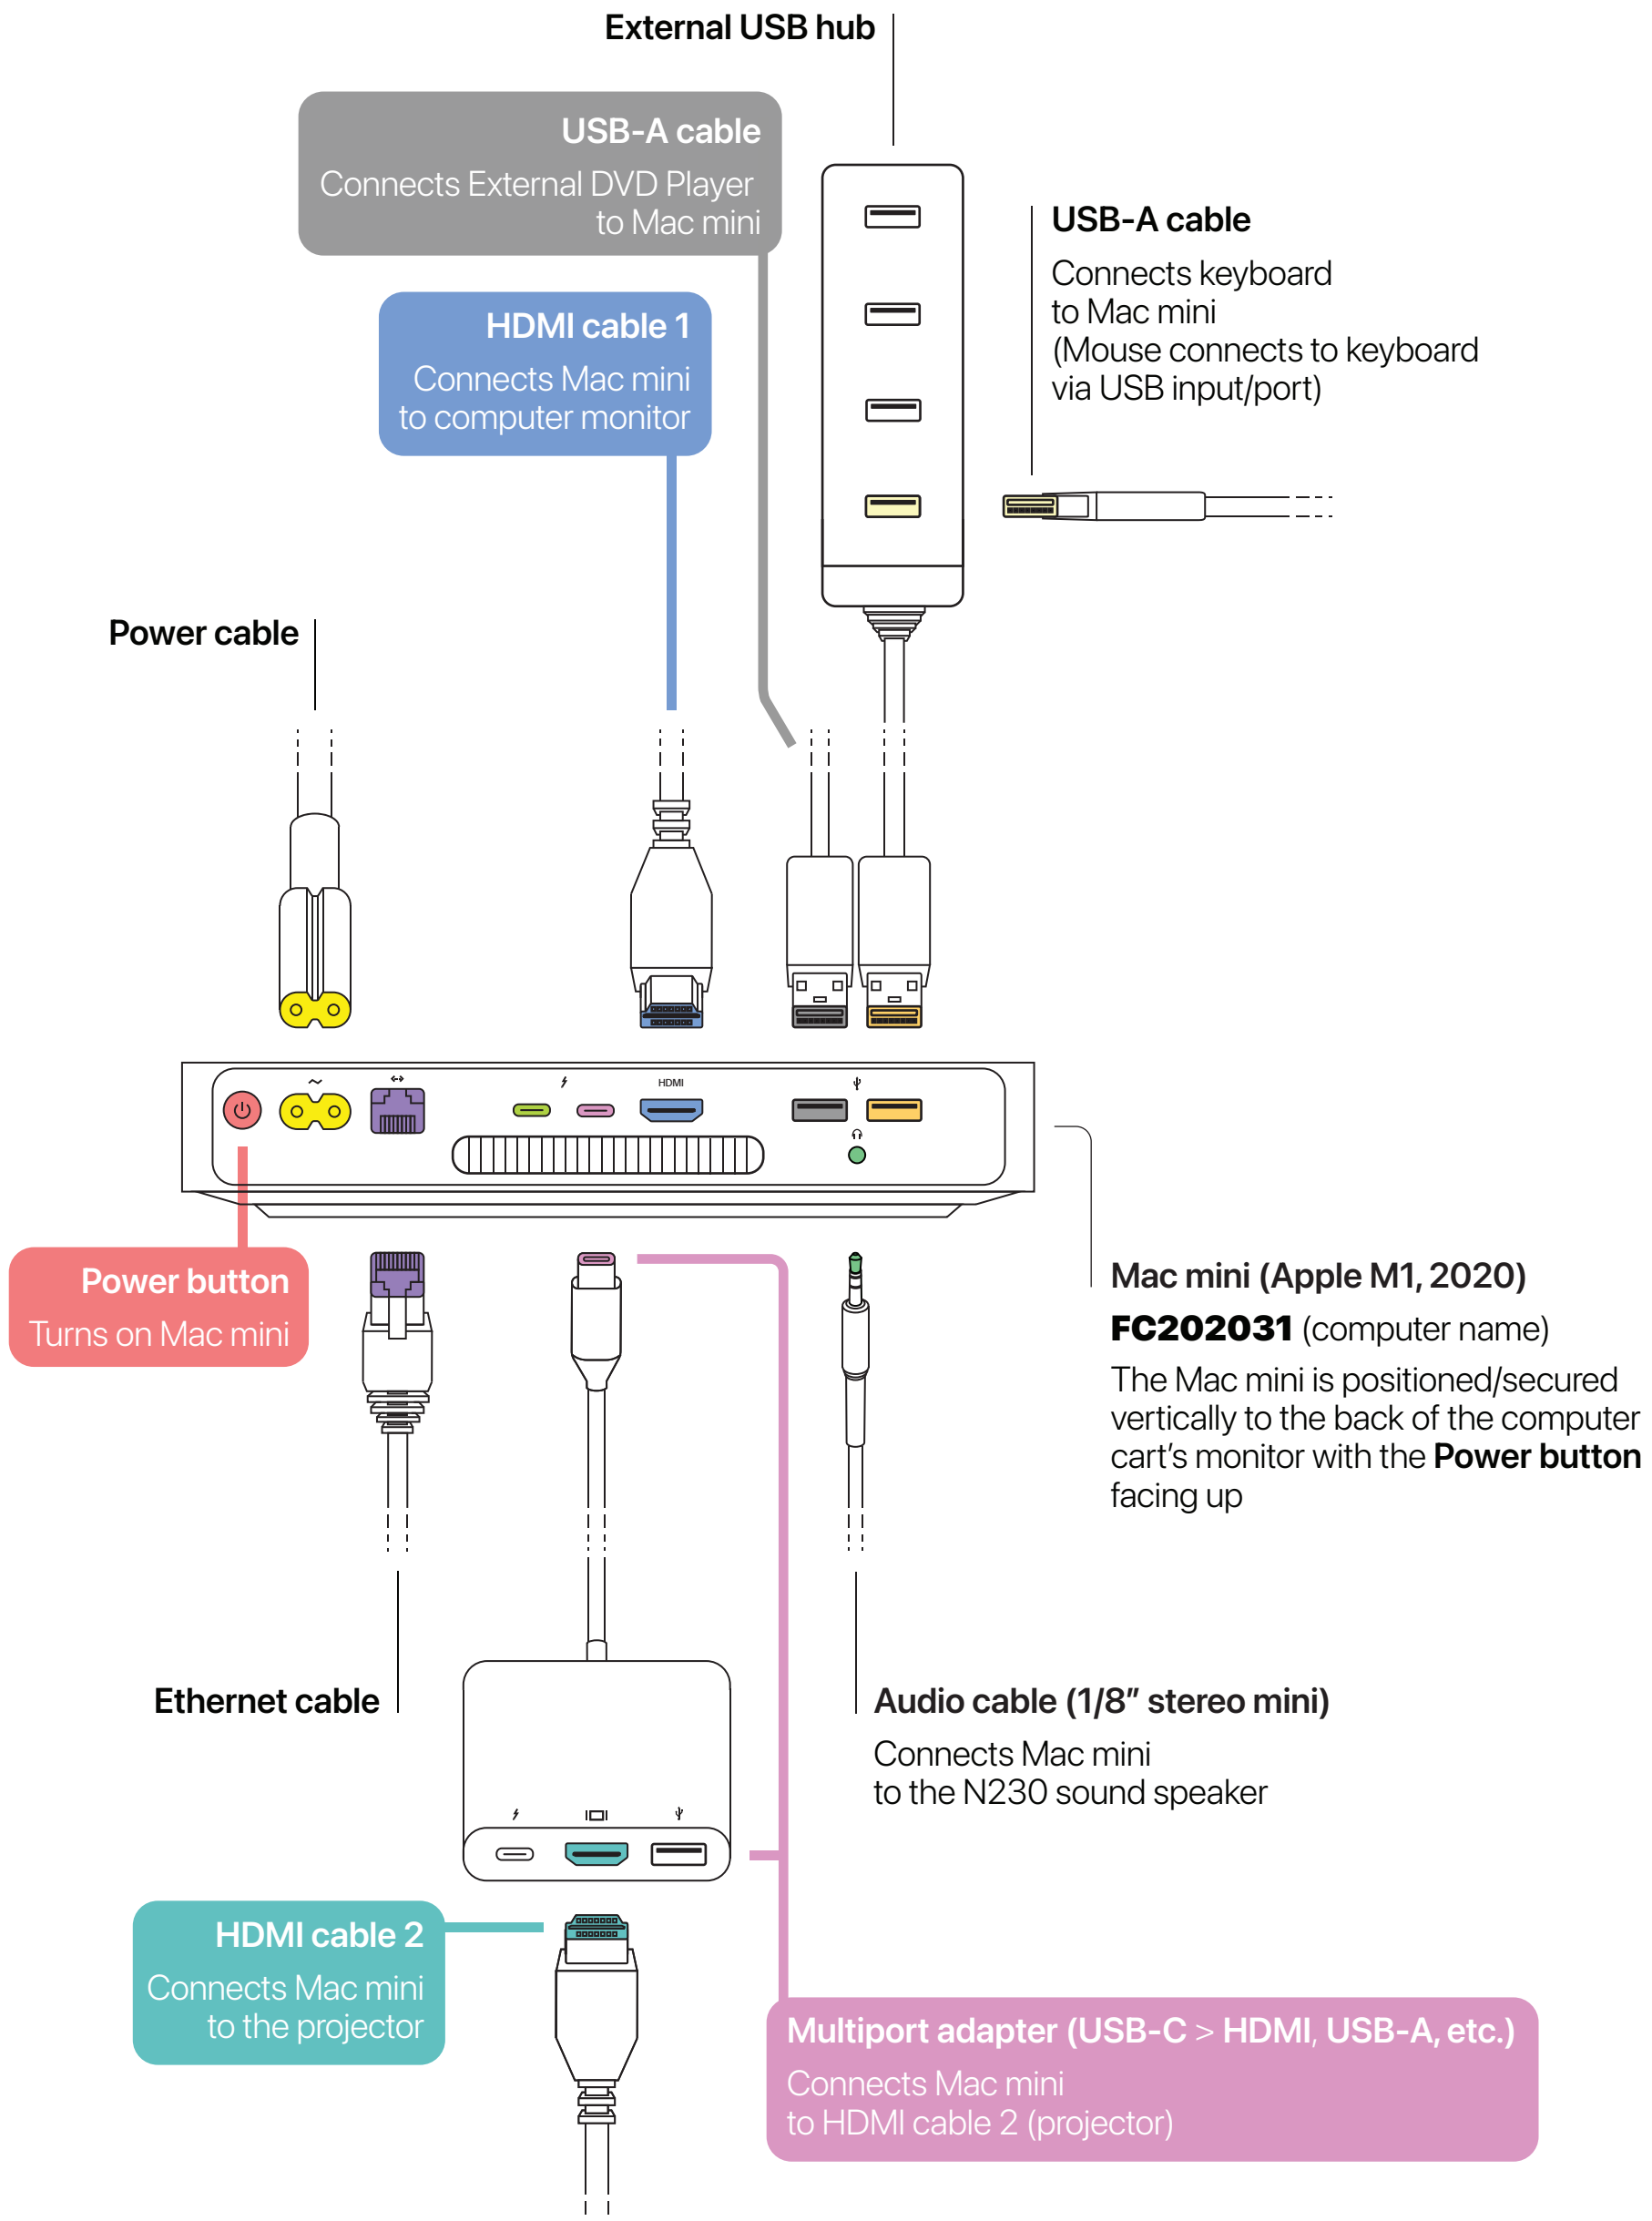 External USB hub
USB-A cable
Connects External DVD Player
to Mac mini
USB-A cable
Connects keyboard
to Mac mini
(Mouse connects to keyboard
via USB input/port)
HDMI cable 1
Connects Mac mini
to computer monitor
Power cable
HDMI
Power button
Turns on Mac mini
Mac mini (Apple M1, 2020)
FC202031 (computer name)
The Mac mini is positioned/secured
vertically to the back of the computer
cart's monitor with the Power button
facing up
Ethernet cable
Audio cable (1/8” stereo mini)
Connects Mac mini
to the N230 sound speaker
HDMI cable 2
Connects Mac mini
to the projector
Multiport adapter (USB-C > HDMI, USB-A, etc.)
Connects Mac mini
to HDMI cable 2 (projector)